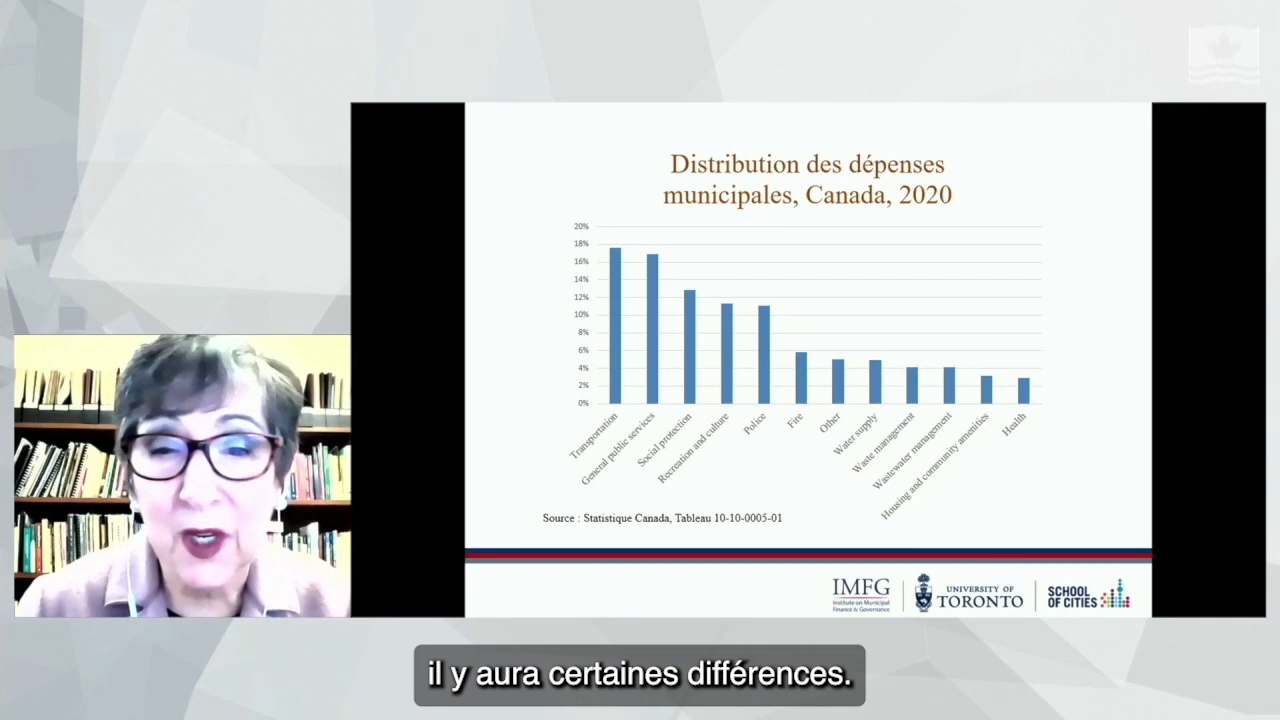 Distribution des dépenses
municipales, Canada, 2020
20%
18%
16%
14%
12%
10%
8%
6%
4%
2%
0%
Transportation
General public services
Social protection
Recreation and culture
Police
Fire
Other
Water supply
Waste management
Wastewater management
Housing and community amenities
Health
Source : Statistique Canada, Tableau 10-10-0005-01
IMFG
Institute on Municipal
Finance & Governance
UNIVERSITY OF
TORONTO
SCHOOL
OF CITIES
il y aura certaines différences.